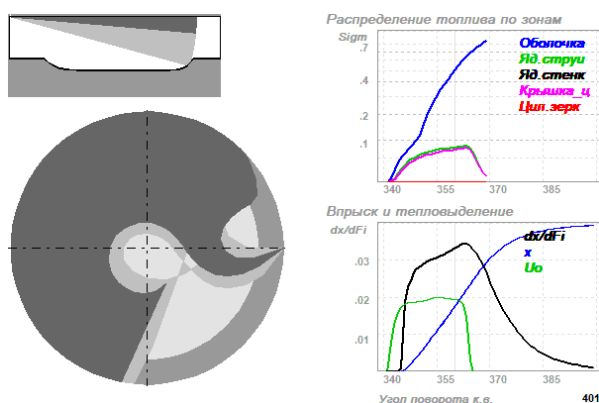 Распределение топлива по зонам
Sigm
.7
.4
.2
.1
Оболочка
Яд.струи
Яд.стенк
Крышка_ц
Цил.зерк
340 355 370 385
Впрыск и тепловыделение
dx/dFi
.03
.02
.01
dx/dFi
x
Uo
340 355 370 385
Угол поворота к.в. 401